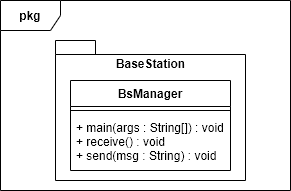 pkg
BaseStation
BsManager
+ main(args : String[]) : void
+ receive() : void
+ send(msg : String) : void